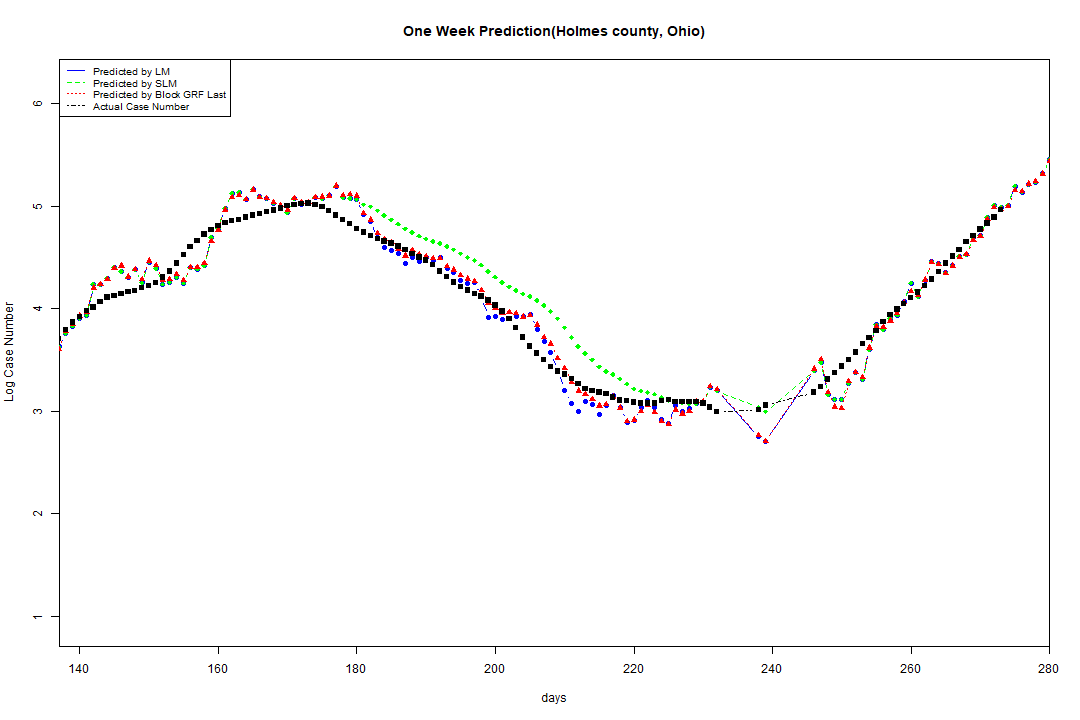 One Week Prediction(Holmes county, Ohio)
Predicted by LM
Predicted by SLM
Predicted by Block GRF Last
Actual Case Number
6
5
4
3
2
1
Log Case Number
140 160 180 200 220 240 260 280
days